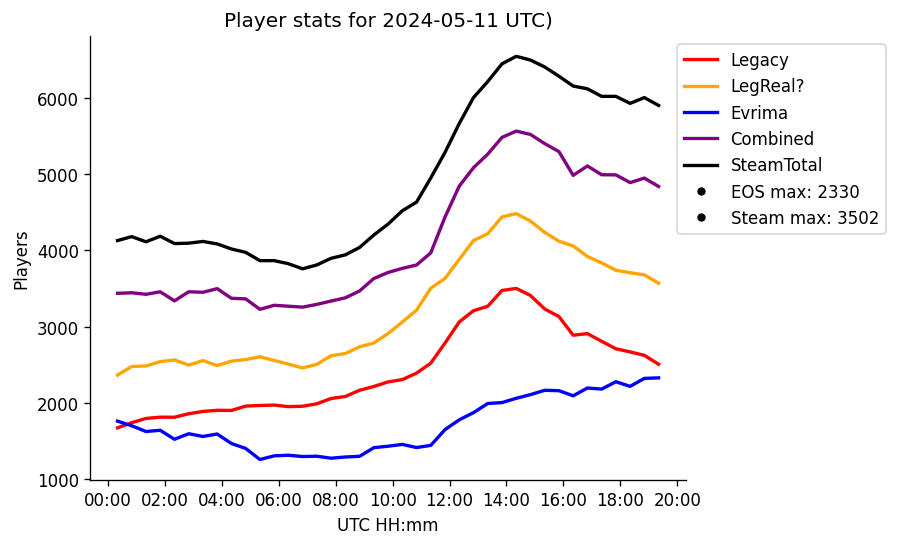 Player stats for 2024-05-11 UTC)
Legacy
LegReal?
Evrima
Combined
SteamTotal
EOS max: 2330
Steam max: 3502
Players
6000
5000
4000
3000
2000
1000
00:00 02:00 04:00 06:00 08:00 10:00 12:00 14:00 16:00 18:00 20:00
UTC HH:mm